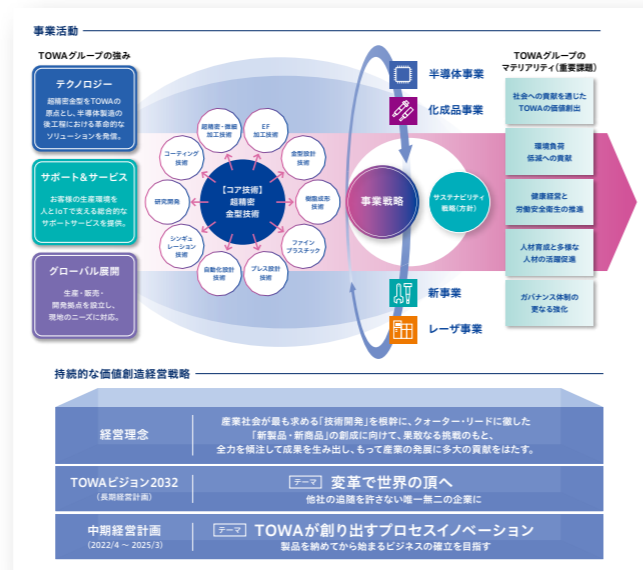 事業活動
TOWAグループの強み
テクノロジー
超精密金型をTOWAの
原点とし、半導体製造の
後工程における革命的な
ソリューションを発信。
サポート&サービス
お客様の生産環境を
人とIoTで支える総合的な
サポートサービスを提供。
グローバル展開
生産・販売・
開発拠点を設立し、
現地のニーズに対応。
超精密・微細
加工技術
EF
加工技術
コーティング
技術
金型設計
技術
研究開発
【コア技術】
超精密
金型技術
樹脂成形
技術
シンギュ
レーション
技術
ファイン
プラスチック
自動化設計
技術
プレス設計
技術
半導体事業
化成品事業
事業戦略
サステナビリティ
戦略(方針)
新事業
レーザ事業
TOWAグループの
マテリアリティ(重要課題)
社会への貢献を通じた
TOWAの価値創出
環境負荷
低減への貢献
健康経営と
労働安全衛生の推進
人材育成と多様な
人材の活躍促進
ガバナンス体制の
更なる強化
持続的な価値創造経営戦略
経営理念
産業社会が最も求める「技術開発」を根幹に、クォーター・リードに徹した
「新製品・新商品」の創成に向けて、果敢なる挑戦のもと、
全力を傾注して成果を生み出し、もって産業の発展に多大の貢献をはたす。
TOWAビジョン2032
(長期経営計画)
テーマ 変革で世界の頂へ
他社の追随を許さない唯一無二の企業に
中期経営計画
(2022/4 ~ 2025/3)
テーマ TOWAが創り出すプロセスイノベーション
製品を納めてから始まるビジネスの確立を目指す